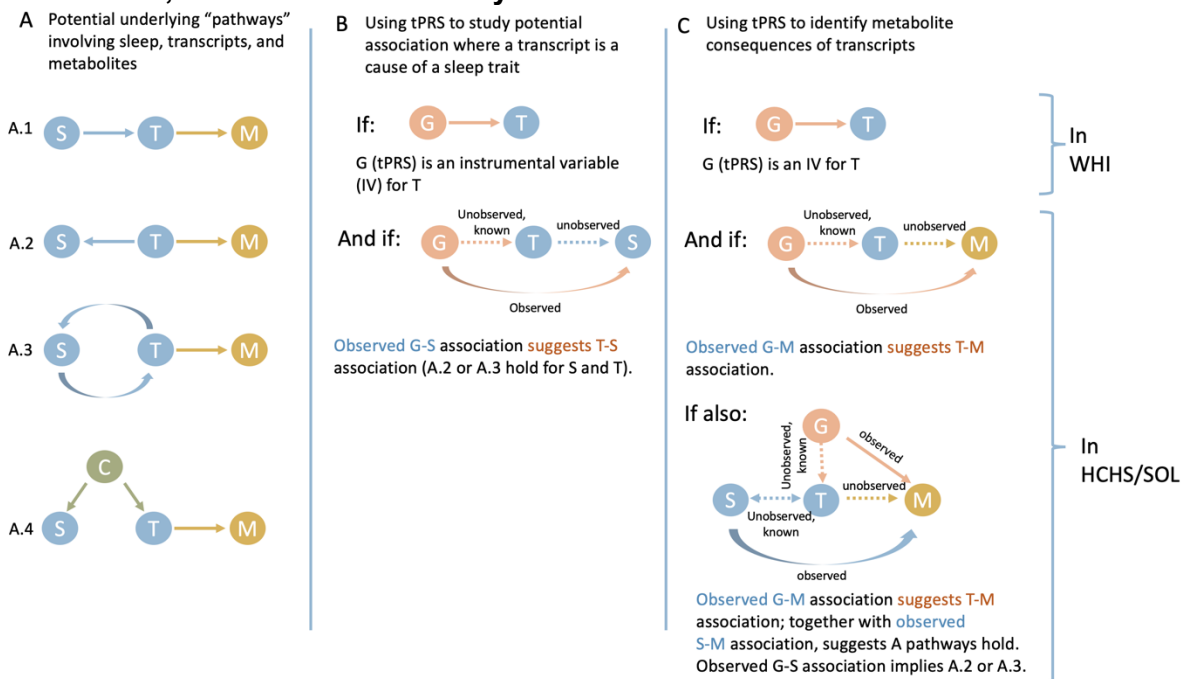 A Potential underlying “pathways”
involving sleep, transcripts, and
metabolites
A.1 S T M
A.2 S T M
A.3 S T M
C
A.4 S T M
B Using tPRS to study potential
association where a transcript is a
cause of a sleep trait
If: G T
G (tPRS) is an instrumental variable
(IV) for T
And if: G Unobserved,
known T unobserved S
Observed
Observed G-S association suggests T-S
association (A.2 or A.3 hold for S and T).
C Using tPRS to identify metabolite
consequences of transcripts
If: G T
G (tPRS) is an IV for T
And if: G Unobserved,
known T unobserved M
Observed
Observed G-M association suggests T-M
association.
If also:
G
Unobserved,
known
observed
S T unobserved M
Unobserved,
known
observed
Observed G-M association suggests T-M
association; together with observed
S-M association, suggests A pathways hold.
Observed G-S association implies A.2 or A.3.
In
WHI
In
HCHS/SOL